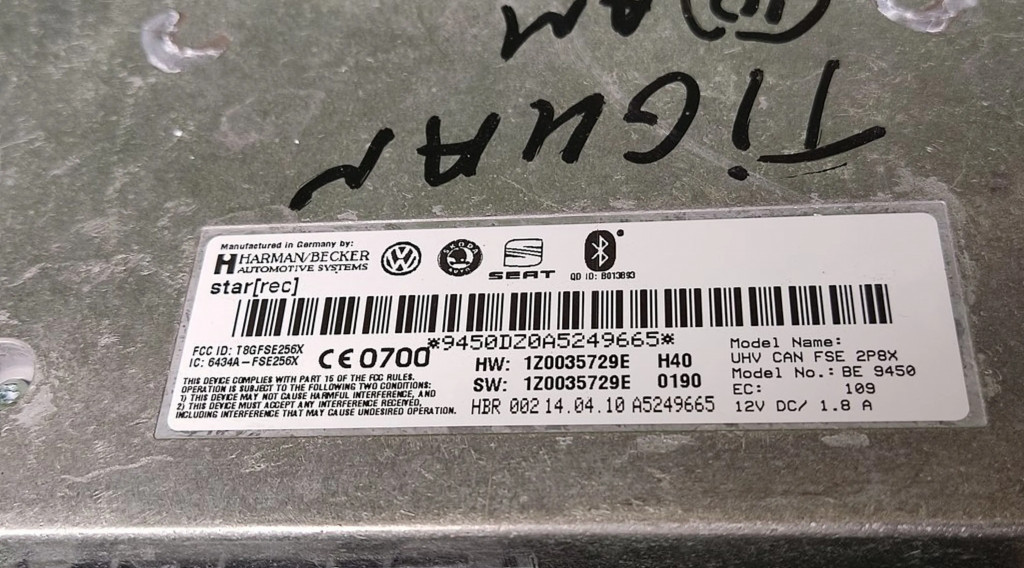 TIGUAN
Manufactured in Germany by:
HARMAN/BECKER
AUTOMOTIVE SYSTEMS
ŠKODA
AUTO
SEAT
QD ID: B013893
star[rec]
*9450DZ0A5249665*
FCC ID: T8GFSE256X
IC: 6434A-FSE256X
CE 0700
THIS DEVICE COMPLIES WITH PART 15 OF THE FCC RULES.
OPERATION IS SUBJECT TO THE FOLLOWING TWO CONDITIONS:
1) THIS DEVICE MAY NOT CAUSE HARMFUL INTERFERENCE, AND
2) THIS DEVICE MUST ACCEPT ANY INTERFERENCE RECEIVED,
INCLUDING INTERFERENCE THAT MAY CAUSE UNDESIRED OPERATION.
HW: 1Z0035729E H40
SW: 1Z0035729E 0190
HBR 002 14.04.10 A5249665
Model Name:
UHV CAN FSE 2P8X
Model No.: BE 9450
EC: 109
12V DC/ 1.8 A